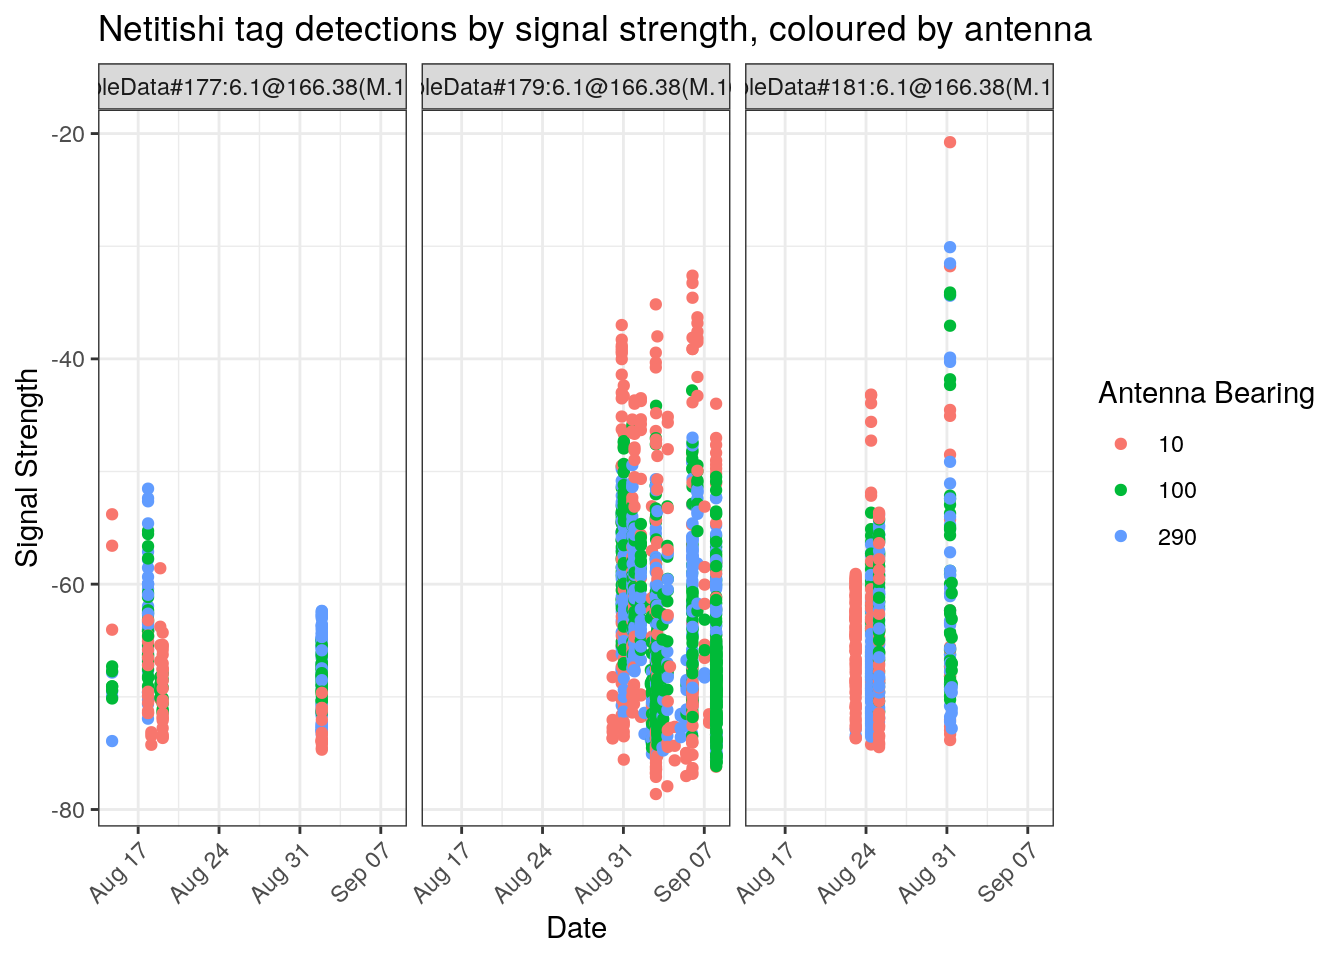 Netitishi tag detections by signal strength, coloured by antenna
leData#177:6.1@166.38(M.1
leData#179:6.1@166.38(M.1
leData#181:6.1@166.38(M.1
Signal Strength
-20
-40
-60
-80
Aug 17
Aug 24
Aug 31
Sep 07
Aug 17
Aug 24
Aug 31
Sep 07
Aug 17
Aug 24
Aug 31
Sep 07
Date
Antenna Bearing
10
100
290